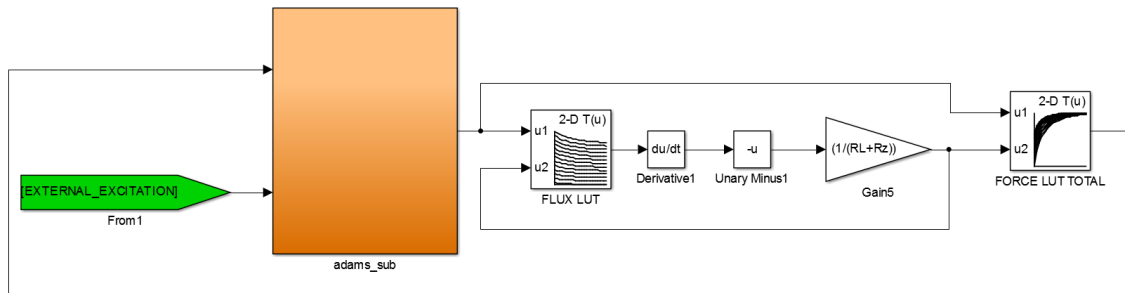 adams_sub
[EXTERNAL_EXCITATION]
From1
2-D T(u)
u1
u2
FLUX LUT
du/dt
Derivative1
-u
Unary Minus1
(1/(RL+Rz))
Gain5
2-D T(u)
u1
u2
FORCE LUT TOTAL